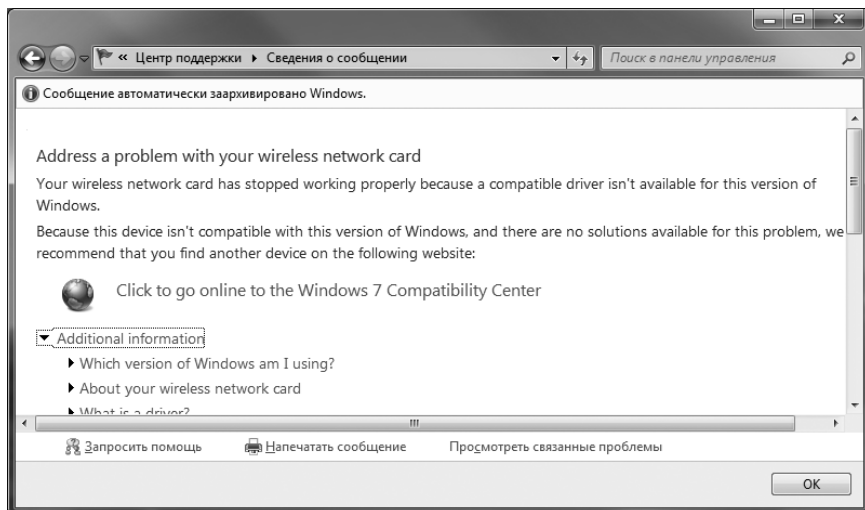 « Центр поддержки Сведения о сообщении Поиск в панели управления
Сообщение автоматически заархивировано Windows.
Address a problem with your wireless network card
Your wireless network card has stopped working properly because a compatible driver isn't available for this version of
Windows.
Because this device isn't compatible with this version of Windows, and there are no solutions available for this problem, we
recommend that you find another device on the following website:
Click to go online to the Windows 7 Compatibility Center
Additional information
Which version of Windows am I using?
About your wireless network card
What is a driver?
Запросить помощь Напечатать сообщение Просмотреть связанные проблемы
OK